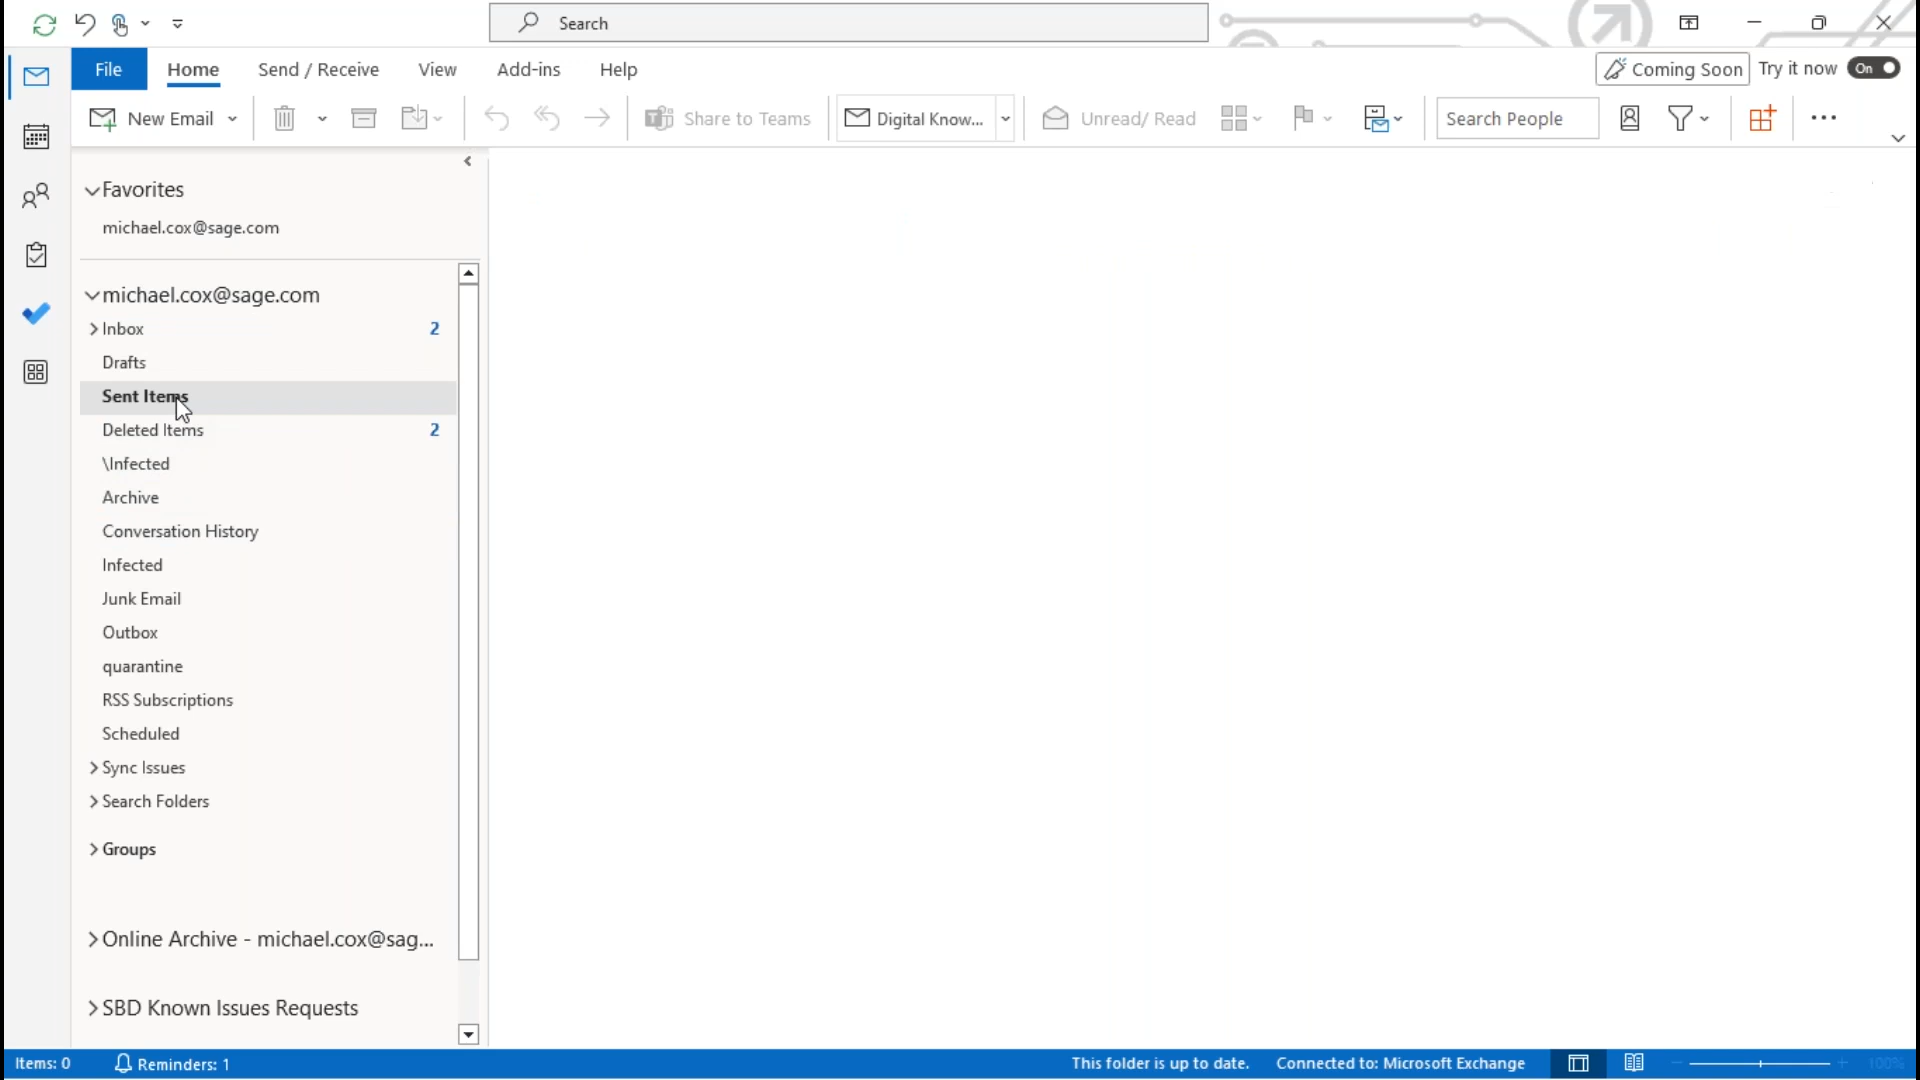 Search
File Home Send / Receive View Add-ins Help Coming Soon Try it now On
New Email Share to Teams Digital Know... Unread/ Read Search People ...
Favorites
michael.cox@sage.com
michael.cox@sage.com
Inbox 2
Drafts
Sent Items
Deleted Items 2
\Infected
Archive
Conversation History
Infected
Junk Email
Outbox
quarantine
RSS Subscriptions
Scheduled
Sync Issues
Search Folders
Groups
Online Archive - michael.cox@sag...
SBD Known Issues Requests
Items: 0 Reminders: 1 This folder is up to date. Connected to: Microsoft Exchange 100%